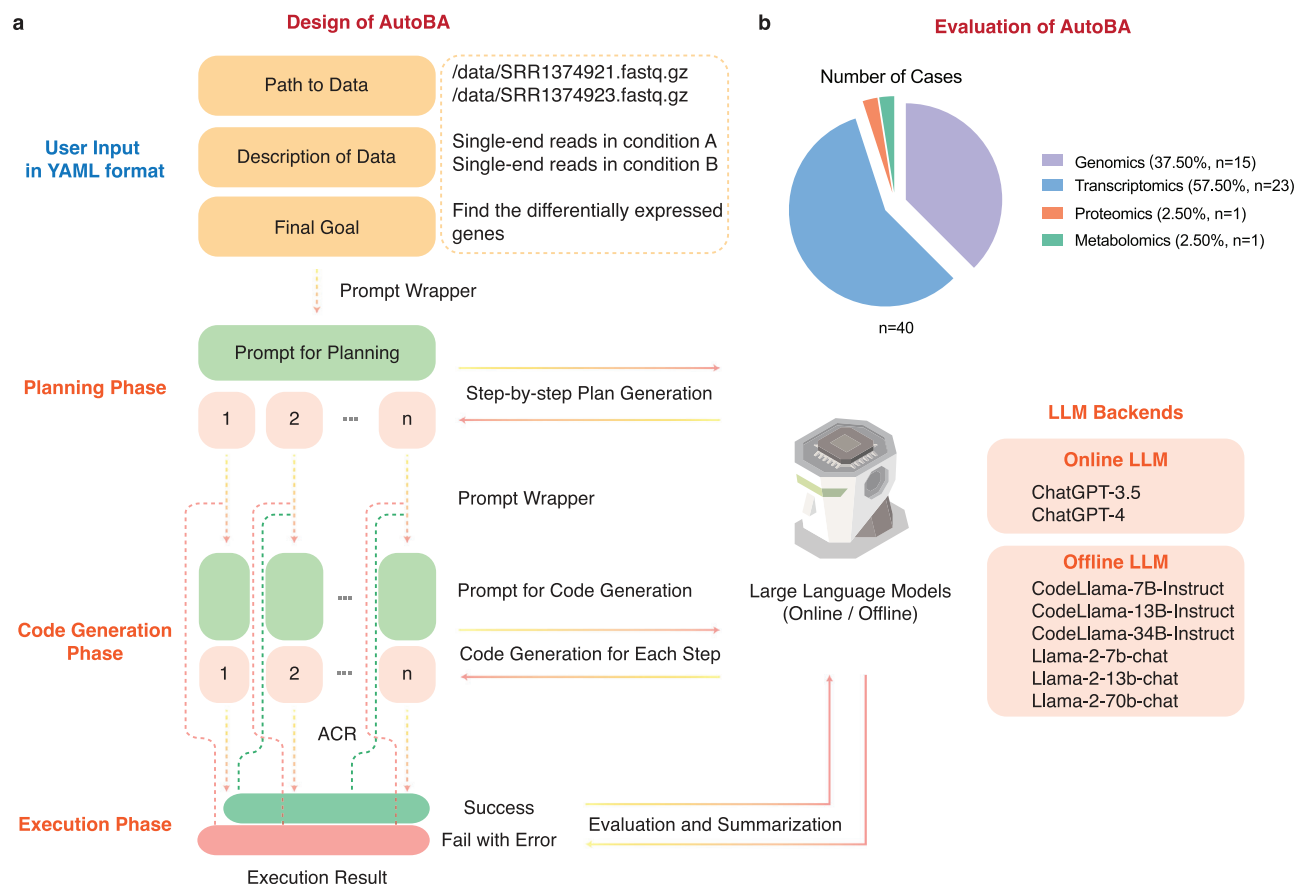 a
Design of AutoBA
Path to Data
/data/SRR1374921.fastq.gz
/data/SRR1374923.fastq.gz
User Input
in YAML format
Description of Data
Single-end reads in condition A
Single-end reads in condition B
Final Goal
Find the differentially expressed
genes
Prompt Wrapper
Prompt for Planning
Planning Phase
Step-by-step Plan Generation
1
2
n
Prompt Wrapper
Prompt for Code Generation
Code Generation
Phase
Code Generation for Each Step
1
2
n
ACR
Execution Phase
Success
Fail with Error
Evaluation and Summarization
Execution Result
b
Evaluation of AutoBA
Number of Cases
Genomics (37.50%, n=15)
Transcriptomics (57.50%, n=23)
Proteomics (2.50%, n=1)
Metabolomics (2.50%, n=1)
n=40
Large Language Models
(Online / Offline)
LLM Backends
Online LLM
ChatGPT-3.5
ChatGPT-4
Offline LLM
CodeLlama-7B-Instruct
CodeLlama-13B-Instruct
CodeLlama-34B-Instruct
Llama-2-7b-chat
Llama-2-13b-chat
Llama-2-70b-chat